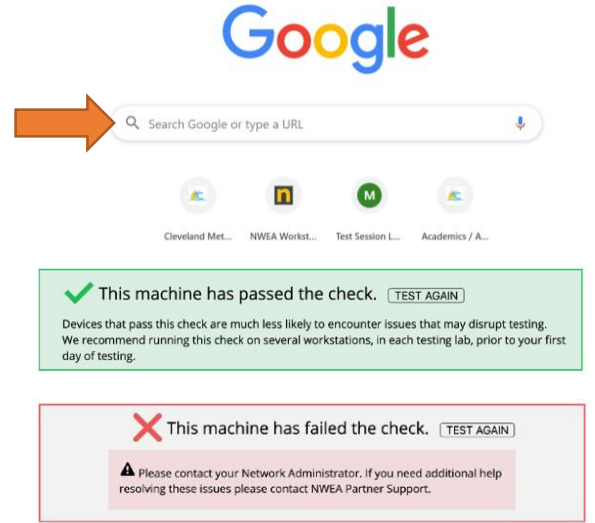 Google
Search Google or type a URL
M
Cleveland Met... NWEA Workst... Test Session L... Academics / A...
This machine has passed the check. TEST AGAIN
Devices that pass this check are much less likely to encounter issues that may disrupt testing.
We recommend running this check on several workstations, in each testing lab, prior to your first
day of testing.
This machine has failed the check. TEST AGAIN
Please contact your Network Administrator. If you need additional help
resolving these issues please contact NWEA Partner Support.